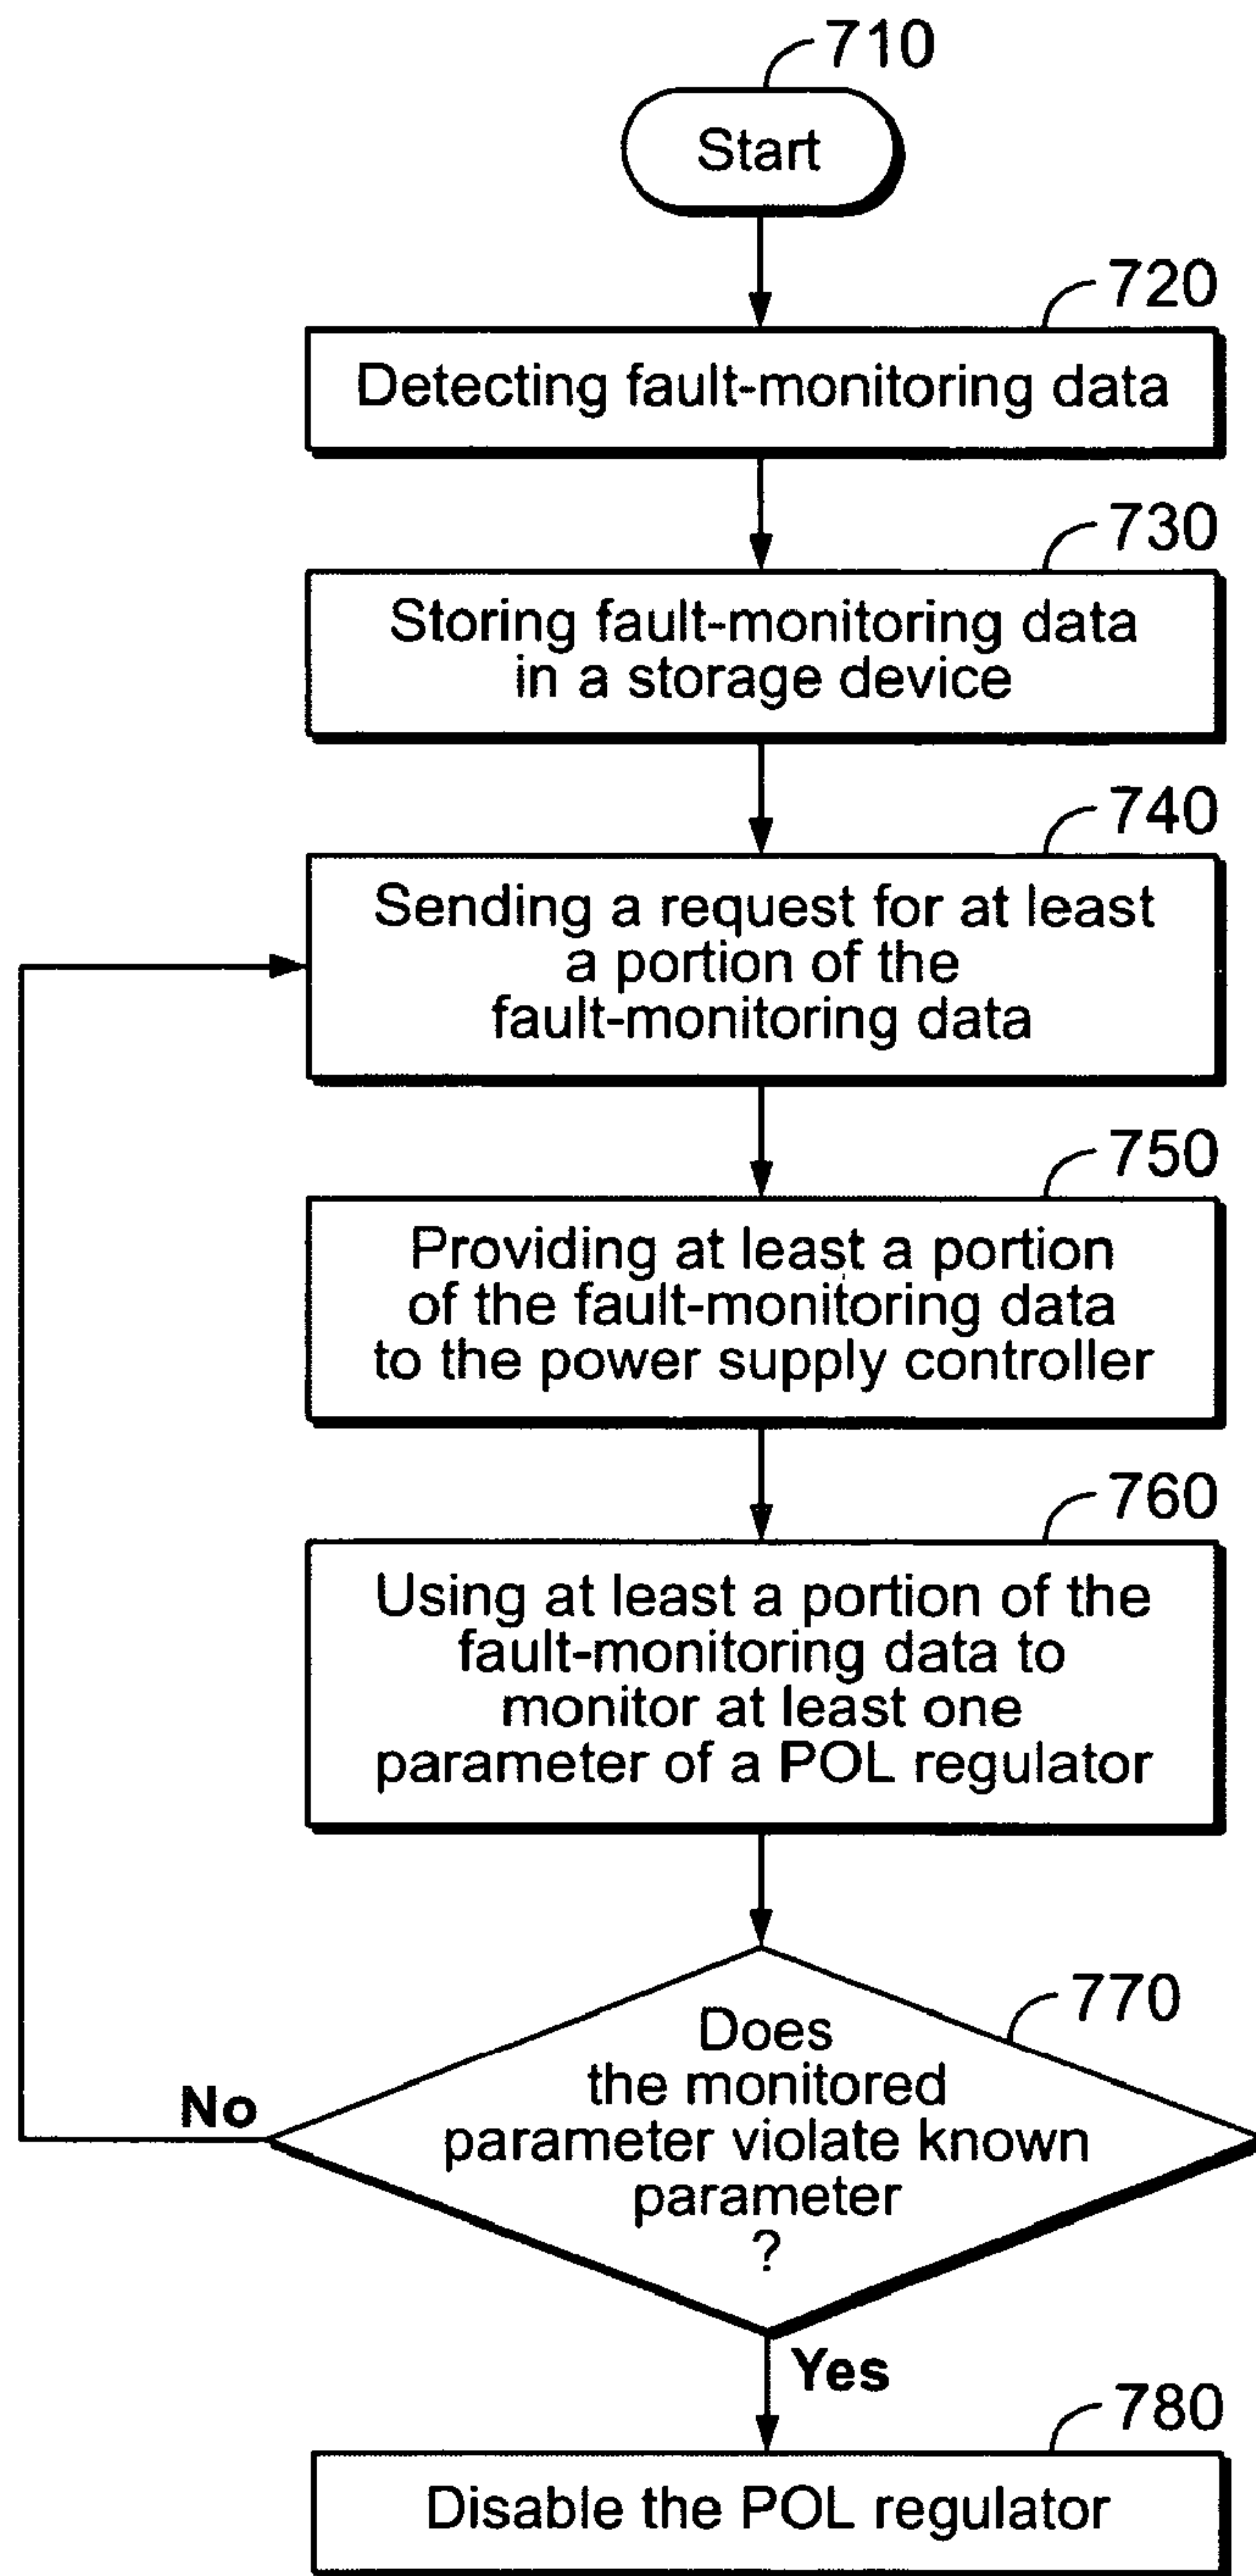 710
Start
720
Detecting fault-monitoring data
730
Storing fault-monitoring data
in a storage device
740
Sending a request for at least
a portion of the
fault-monitoring data
750
Providing at least a portion
of the fault-monitoring data
to the power supply controller
760
Using at least a portion of the
fault-monitoring data to
monitor at least one
parameter of a POL regulator
770
Does
the monitored
parameter violate known
parameter
?
No
Yes
780
Disable the POL regulator